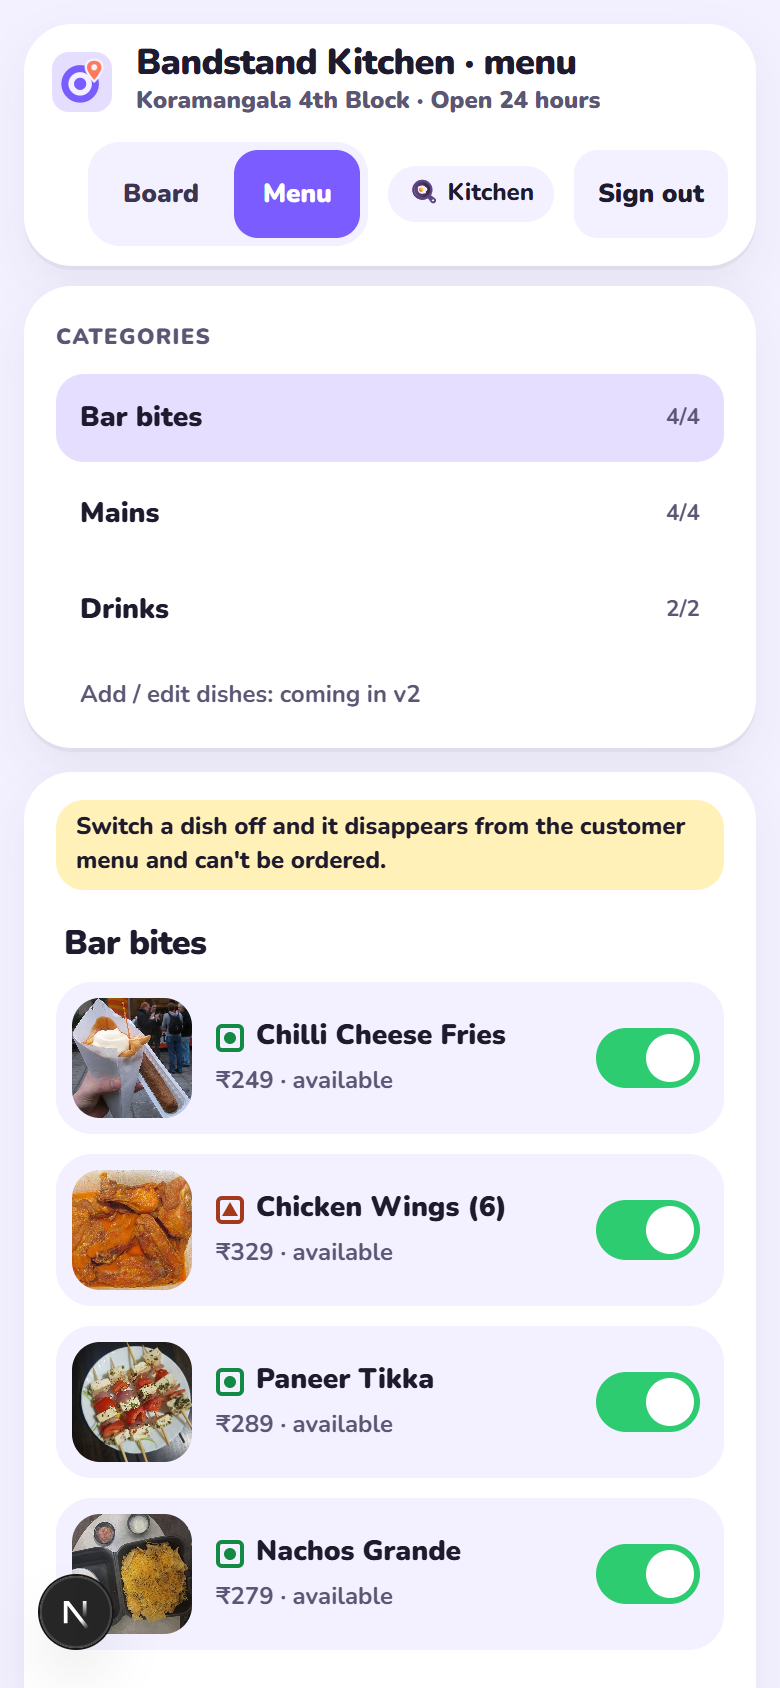 Bandstand Kitchen · menu
Koramangala 4th Block · Open 24 hours
Board
Menu
Kitchen
Sign out
CATEGORIES
Bar bites 4/4
Mains 4/4
Drinks 2/2
Add / edit dishes: coming in v2
Switch a dish off and it disappears from the customer
menu and can't be ordered.
Bar bites
Chilli Cheese Fries
₹249 · available
Chicken Wings (6)
₹329 · available
Paneer Tikka
₹289 · available
Nachos Grande
₹279 · available
N